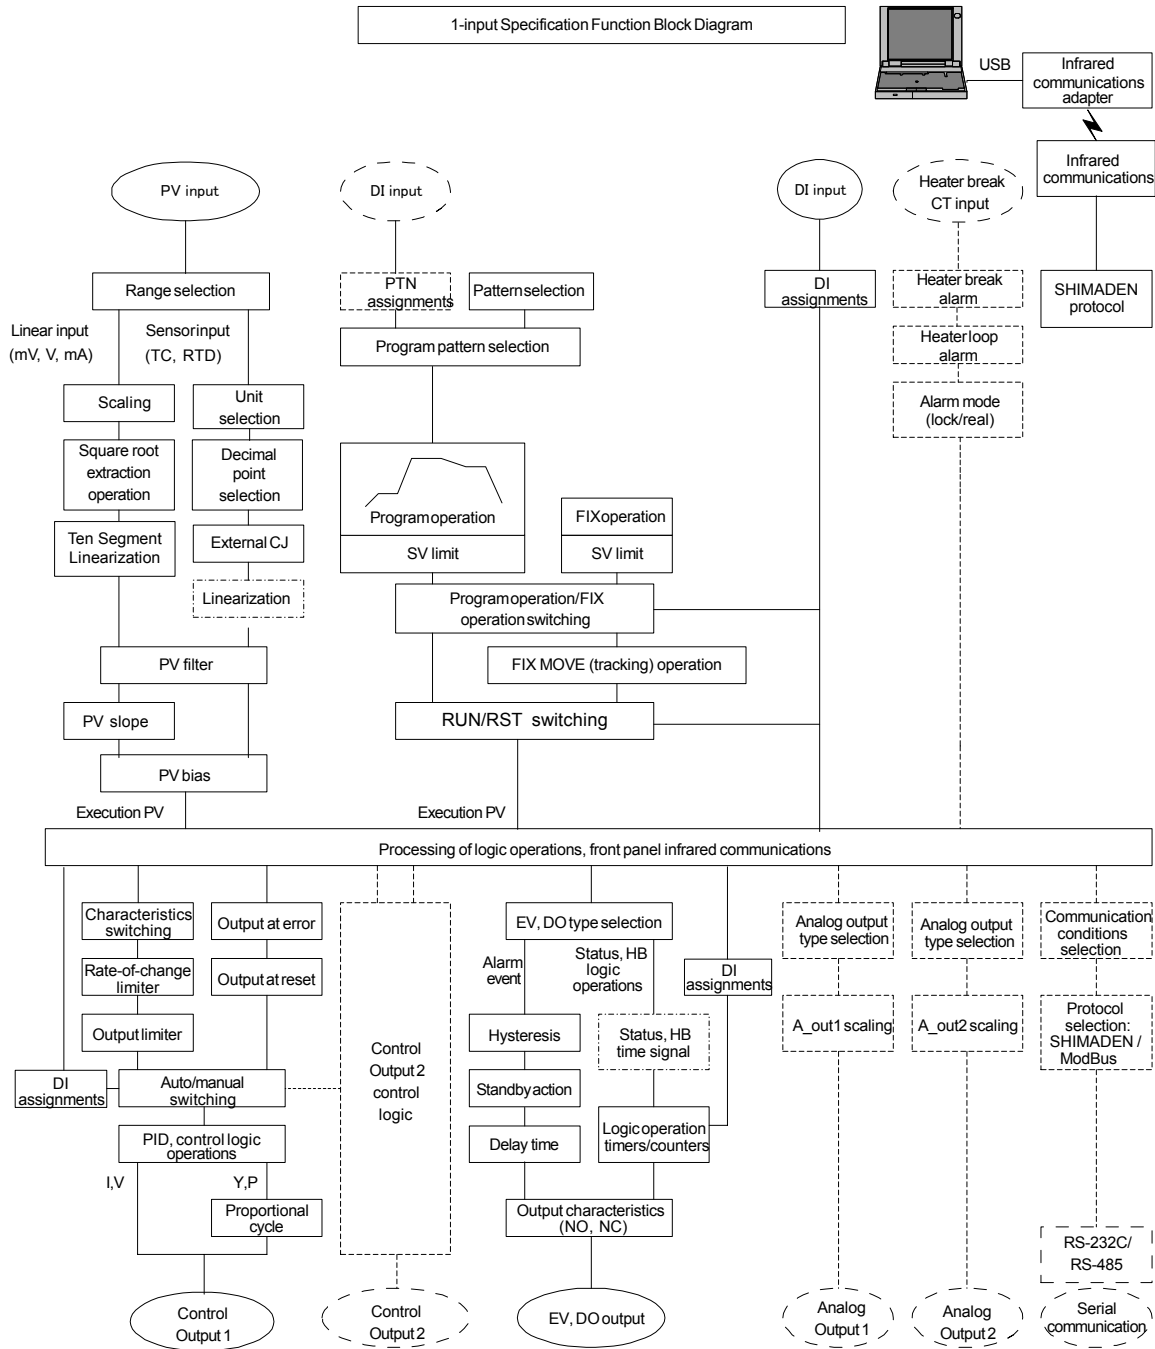 1-input Specification Function Block Diagram
USB
Infrared
communications
adapter
Infrared
communications
SHIMADEN
protocol
PV input
DI input
DI input
Heater break
CT input
Range selection
PTN
assignments
Pattern selection
DI
assignments
Heater break
alarm
Linear input
(mV, V, mA)
Sensor input
(TC, RTD)
Program pattern selection
Heater loop
alarm
Scaling
Unit
selection
Alarm mode
(lock/real)
Square root
extraction
operation
Decimal
point
selection
Program operation
SV limit
FIX operation
SV limit
Ten Segment
Linearization
External CJ
Linearization
Program operation/FIX
operation switching
PV filter
FIX MOVE (tracking) operation
PV slope
RUN/RST switching
PV bias
Execution PV
Execution PV
Processing of logic operations, front panel infrared communications
Characteristics
switching
Output at error
EV, DO type selection
Analog output
type selection
Analog output
type selection
Communication
conditions
selection
Rate-of-change
limiter
Output at reset
Alarm
event
Status, HB
logic
operations
DI
assignments
Output limiter
Hysteresis
Status, HB
time signal
A_out1 scaling
A_out2 scaling
Protocol
selection:
SHIMADEN /
ModBus
Control
Output 2
control
logic
DI
assignments
Auto/manual
switching
Standby action
PID, control logic
operations
Delay time
Logic operation
timers/counters
I,V
Y,P
Proportional
cycle
Output characteristics
(NO, NC)
RS-232C/
RS-485
Control
Output 1
Control
Output 2
EV, DO output
Analog
Output 1
Analog
Output 2
Serial
communication